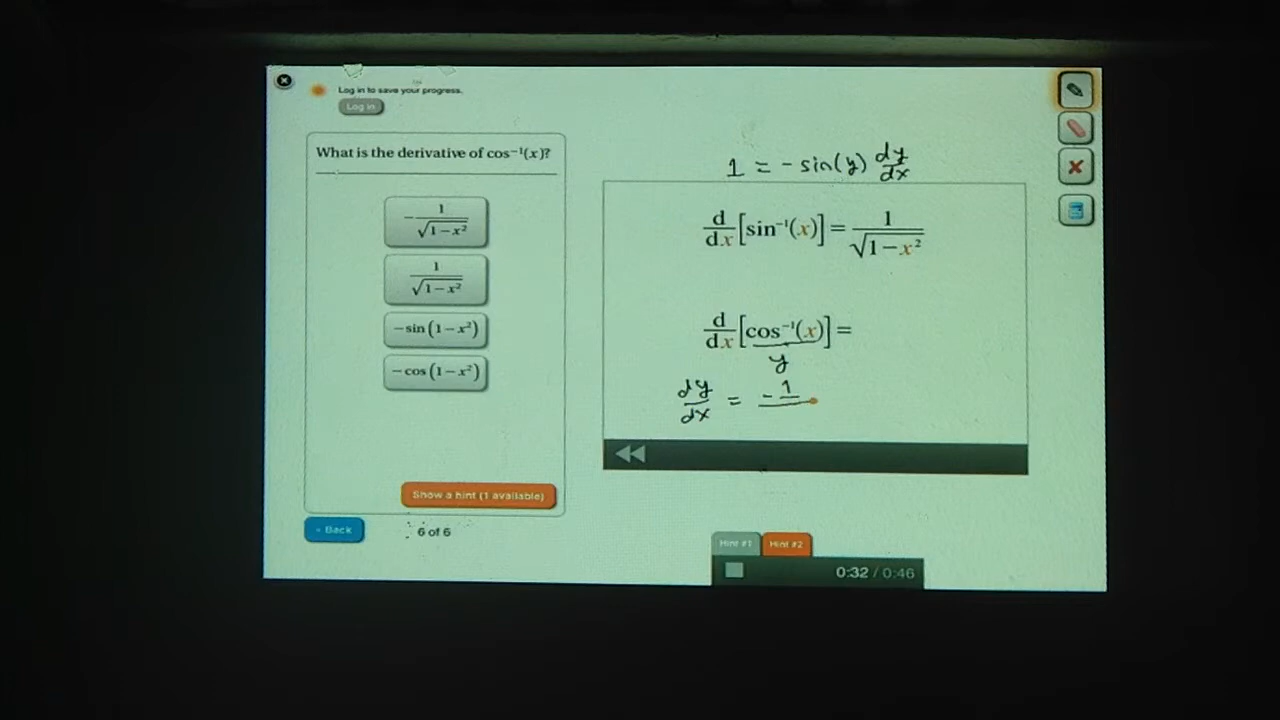 Log in to save your progress.
Log in
What is the derivative of cos⁻¹(x)?
-1/√(1-x²)
1/√(1-x²)
-sin(1-x²)
-cos(1-x²)
Show a hint (1 available)
Back
6 of 6
1 = -sin(y) dy/dx
d/dx[sin⁻¹(x)] = 1/√(1-x²)
d/dx[cos⁻¹(x)] =
y
dy/dx = -1
Hint #1
Hint #2
0:32 / 0:46